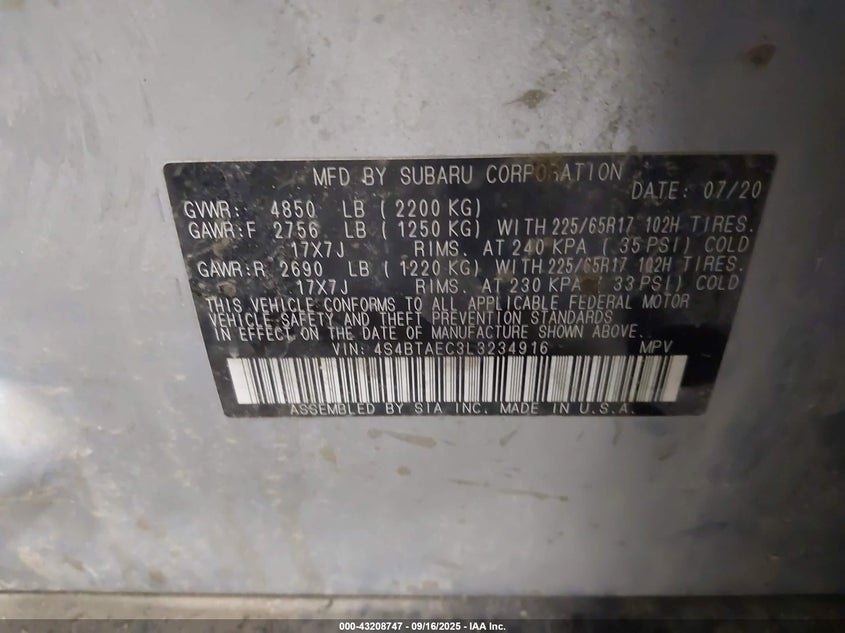 MFD BY SUBARU CORPORATION
DATE: 07/20
GVWR: 4850 LB ( 2200 KG)
GAWR:F 2756 LB ( 1250 KG) WITH 225/65R17 102H TIRES.
17X7J RIMS. AT 240 KPA ( 35 PSI) COLD
GAWR:R 2690 LB ( 1220 KG) WITH 225/65R17 102H TIRES.
17X7J RIMS. AT 230 KPA ( 33 PSI) COLD
THIS VEHICLE CONFORMS TO ALL APPLICABLE FEDERAL MOTOR
VEHICLE SAFETY AND THEFT PREVENTION STANDARDS
IN EFFECT ON THE DATE OF MANUFACTURE SHOWN ABOVE.
VIN: 4S4BTAEC3L3234916 MPV
ASSEMBLED BY SIA INC. MADE IN U.S.A.
000-43208747 - 09/16/2025 - IAA Inc.